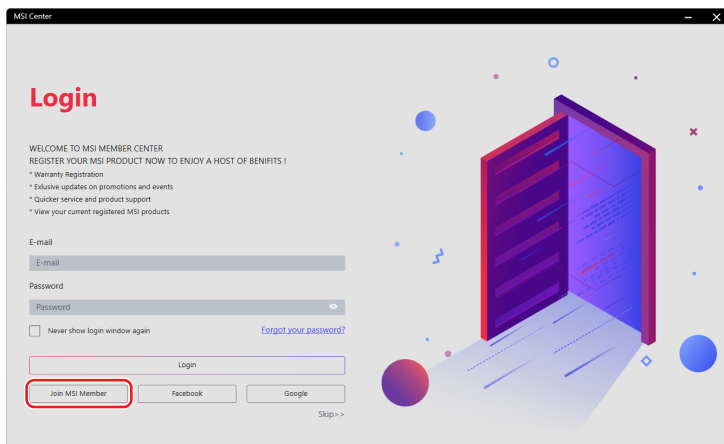 MSI Center
Login
WELCOME TO MSI MEMBER CENTER
REGISTER YOUR MSI PRODUCT NOW TO ENJOY A HOST OF BENIFITS !
* Warranty Registration
* Exlusive updates on promotions and events
* Quicker service and product support
* View your current registered MSI products
E-mail
E-mail
Password
Password
Never show login window again
Forgot your password?
Login
Join MSI Member
Facebook
Google
Skip>>